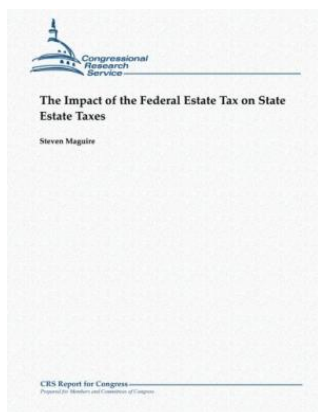 Congressional
Research
Service
The Impact of the Federal Estate Tax on State
Estate Taxes
Steven Maguire
CRS Report for Congress
Prepared for Members and Committees of Congress